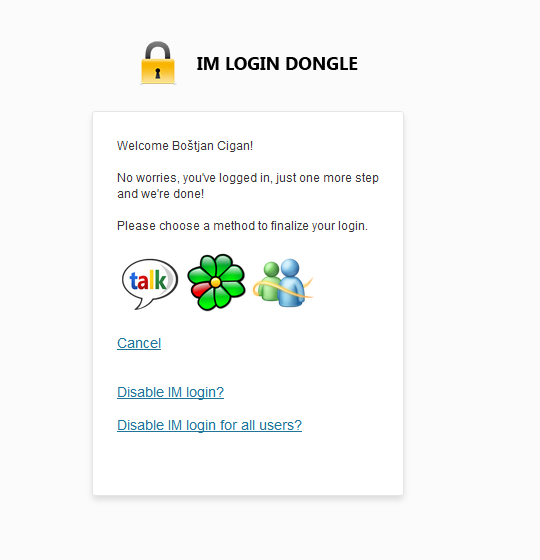 IM LOGIN DONGLE
Welcome Boštjan Cigan!
No worries, you've logged in, just one more step
and we're done!
Please choose a method to finalize your login.
talk
Cancel
Disable IM login?
Disable IM login for all users?